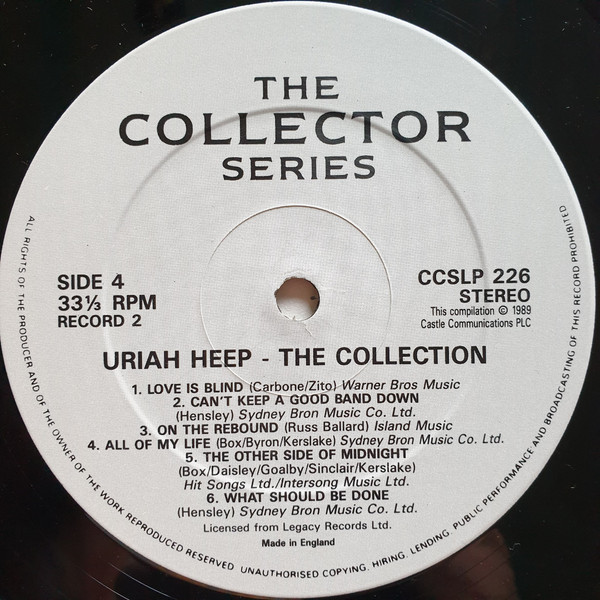 THE
COLLECTOR
SERIES
SIDE 4
33⅓ RPM
RECORD 2
CCSLP 226
STEREO
This compilation © 1989
Castle Communications PLC
URIAH HEEP - THE COLLECTION
1. LOVE IS BLIND (Carbone/Zito) Warner Bros Music
2. CAN'T KEEP A GOOD BAND DOWN
(Hensley) Sydney Bron Music Co. Ltd.
3. ON THE REBOUND (Russ Ballard) Island Music
4. ALL OF MY LIFE (Box/Byron/Kerslake) Sydney Bron Music Co. Ltd.
5. THE OTHER SIDE OF MIDNIGHT
(Box/Daisley/Goalby/Sinclair/Kerslake)
Hit Songs Ltd./Intersong Music Ltd.
6. WHAT SHOULD BE DONE
(Hensley) Sydney Bron Music Co. Ltd.
Licensed from Legacy Records Ltd.
Made in England
ALL RIGHTS OF THE PRODUCER AND OF THE OWNER OF THE WORK REPRODUCED RESERVED. UNAUTHORISED COPYING, HIRING, LENDING, PUBLIC PERFORMANCE AND BROADCASTING OF THIS RECORD PROHIBITED